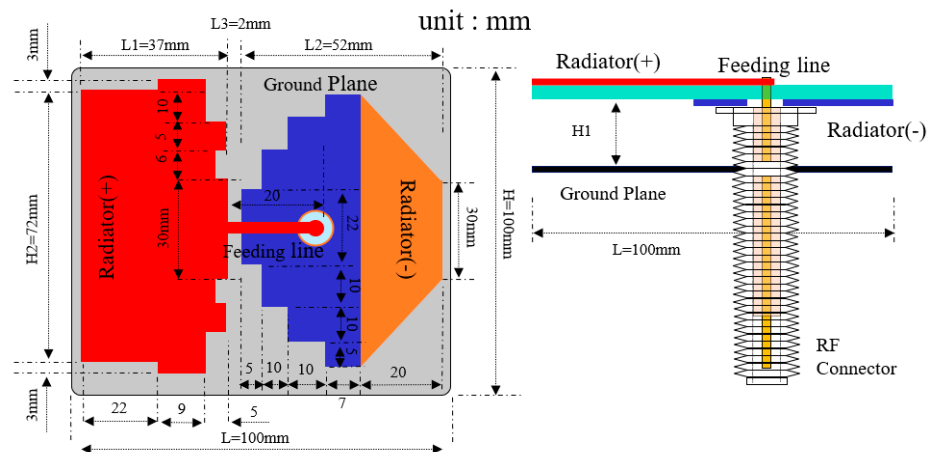 unit : mm
3mm
L3=2mm
L1=37mm
L2=52mm
Ground Plane
10
5
6
30mm
H2=72mm
Radiator(+)
20
22
Feeding line
Radiator(-)
30mm
H=100mm
10
10
5
5
10
10
20
7
3mm
22
9
5
L=100mm
Radiator(+)
Feeding line
H1
Radiator(-)
Ground Plane
L=100mm
RF
Connector